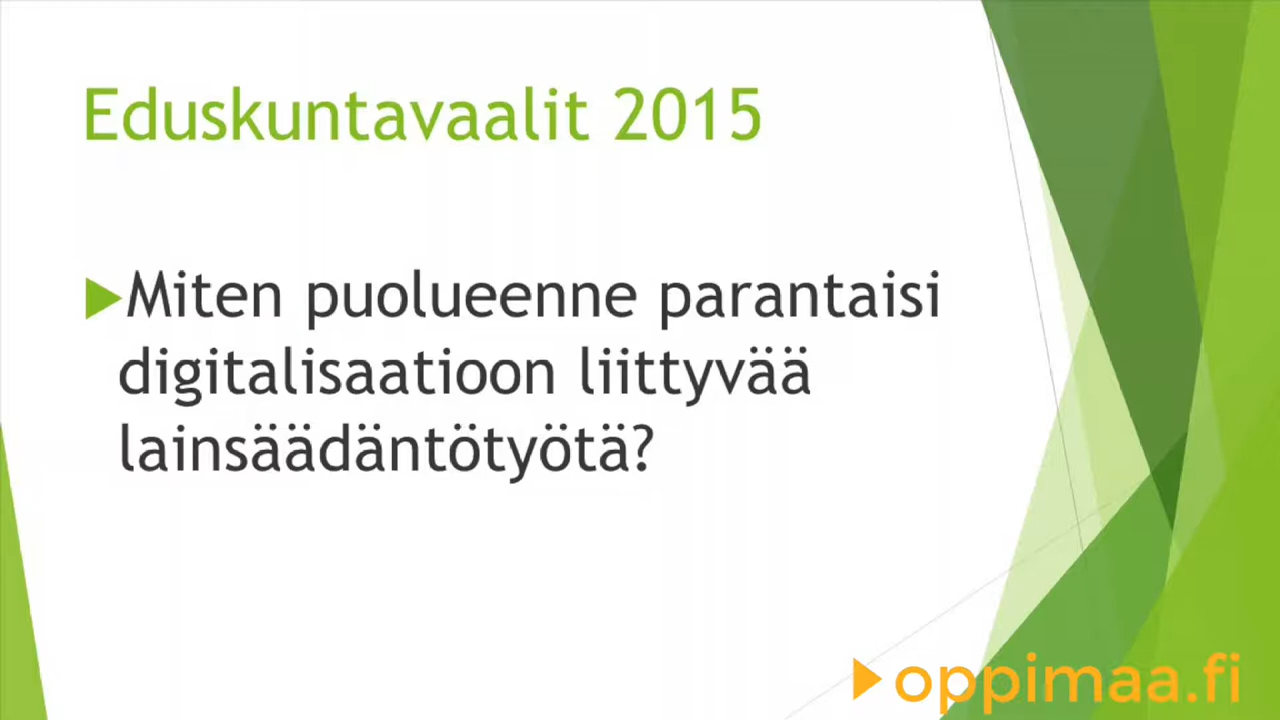 Eduskuntavaalit 2015
Miten puolueenne parantaisi
digitalisaatioon liittyvää
lainsäädäntötyötä?
oppimaa.fi